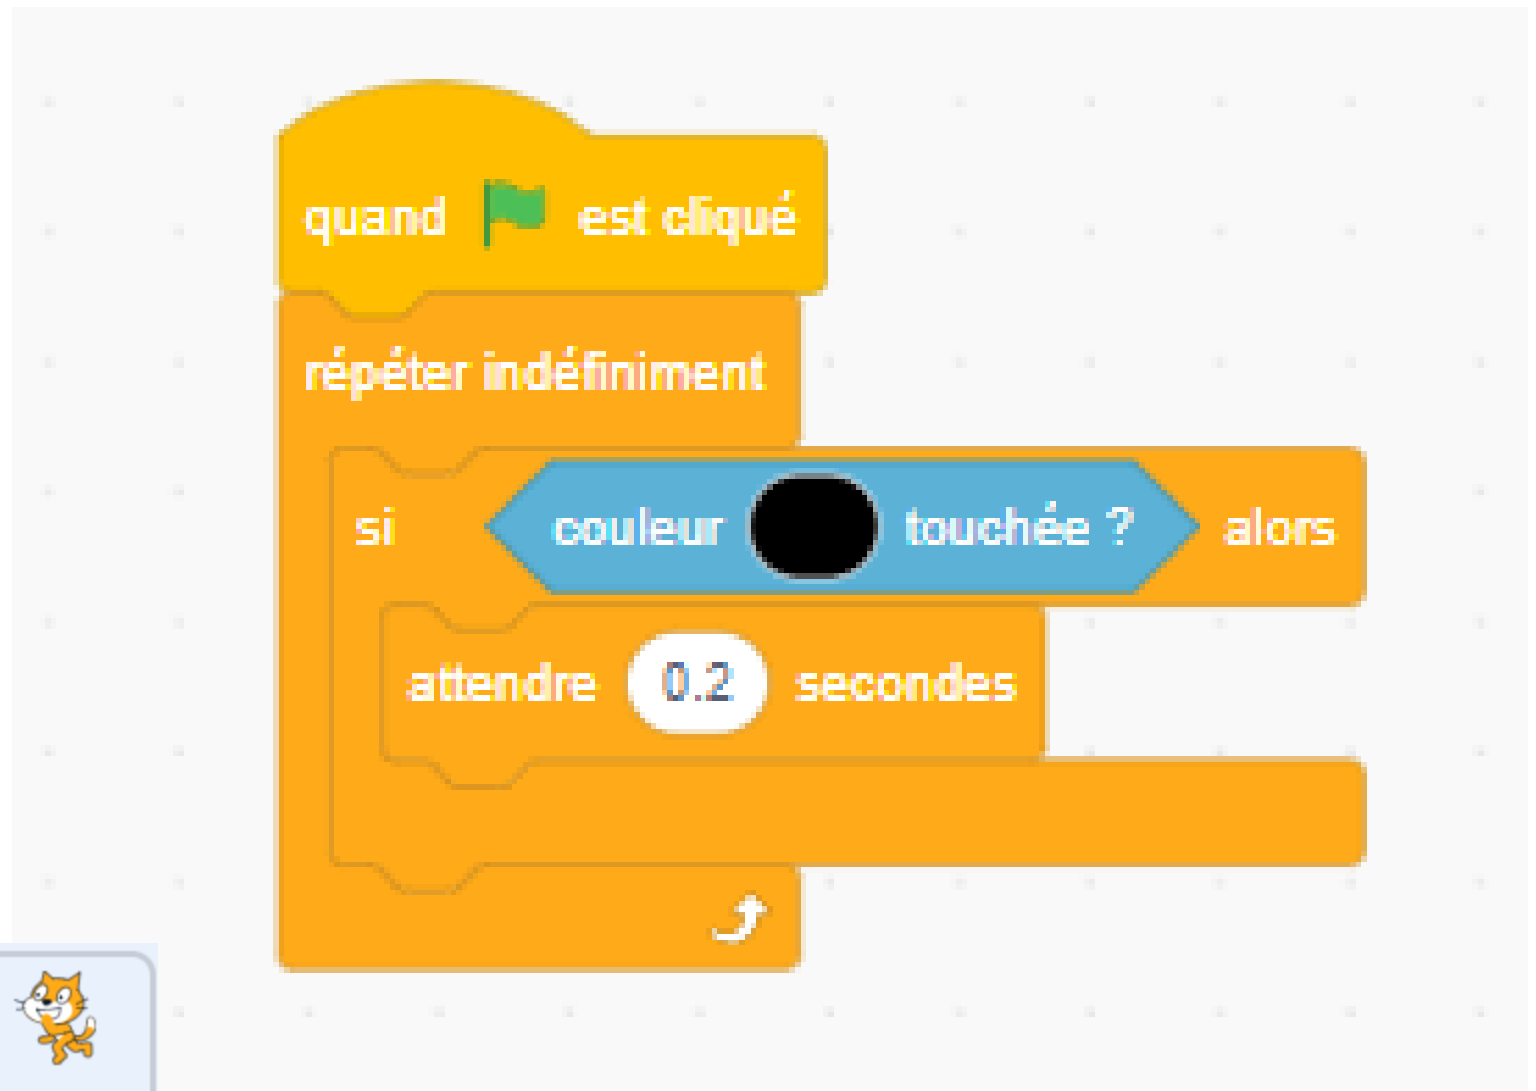 quand est cliqué
répéter indéfiniment
si couleur touchée ? alors
attendre 0.2 secondes